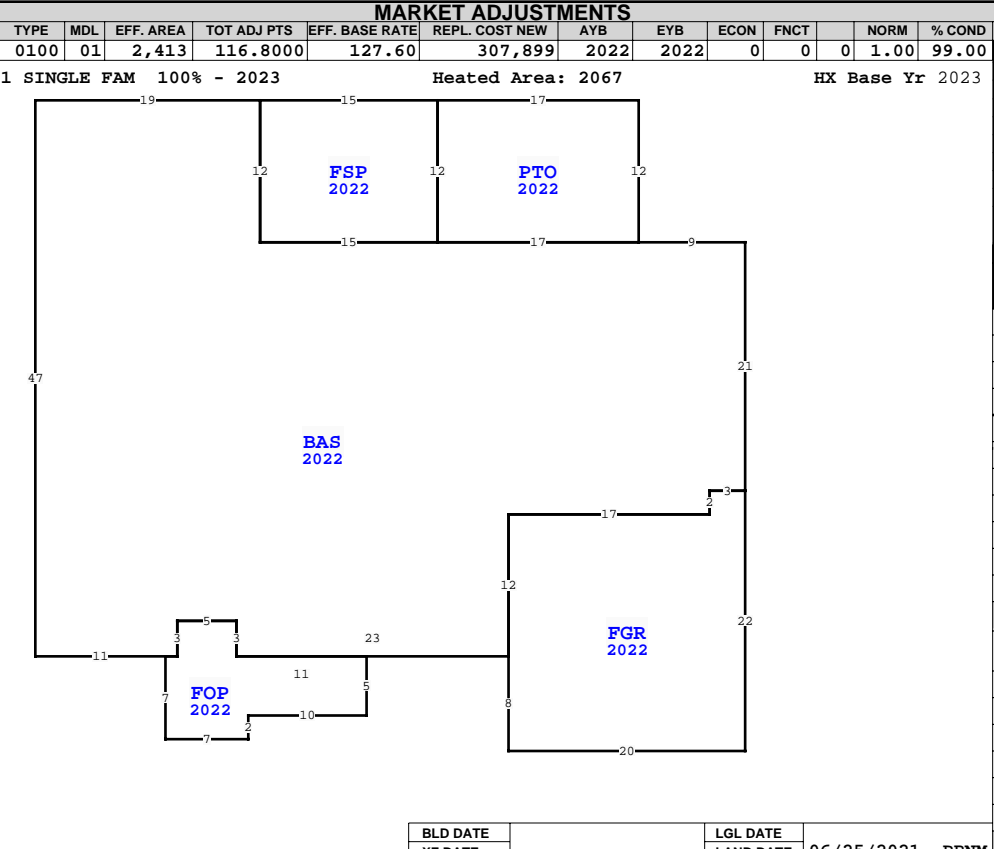 MARKET ADJUSTMENTS
TYPE MDL EFF. AREA TOT ADJ PTS EFF. BASE RATE REPL. COST NEW AYB EYB ECON FNCT NORM % COND
0100 01 2,413 116.8000 127.60 307,899 2022 2022 0 0 0 1.00 99.00
1 SINGLE FAM 100% - 2023 Heated Area: 2067 HX Base Yr 2023
19 15 17
12 FSP 12 PTO 12
2022 2022
15 17 9
21
47
BAS
2022
3
2
17
12
5
3 3 23
FGR
2022
22
11
11
7 FOP 5
2022
8
10
2
7
20
BLD DATE LGL DATE